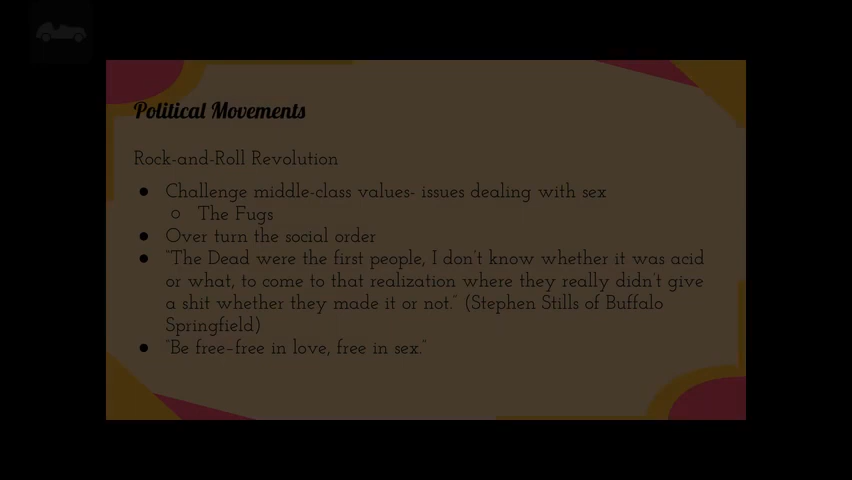 Political Movements
Rock-and-Roll Revolution
● Challenge middle-class values- issues dealing with sex
○ The Fugs
● Over turn the social order
● "The Dead were the first people, I don't know whether it was acid
or what, to come to that realization where they really didn't give
a shit whether they made it or not." (Stephen Stills of Buffalo
Springfield)
● "Be free–free in love, free in sex."